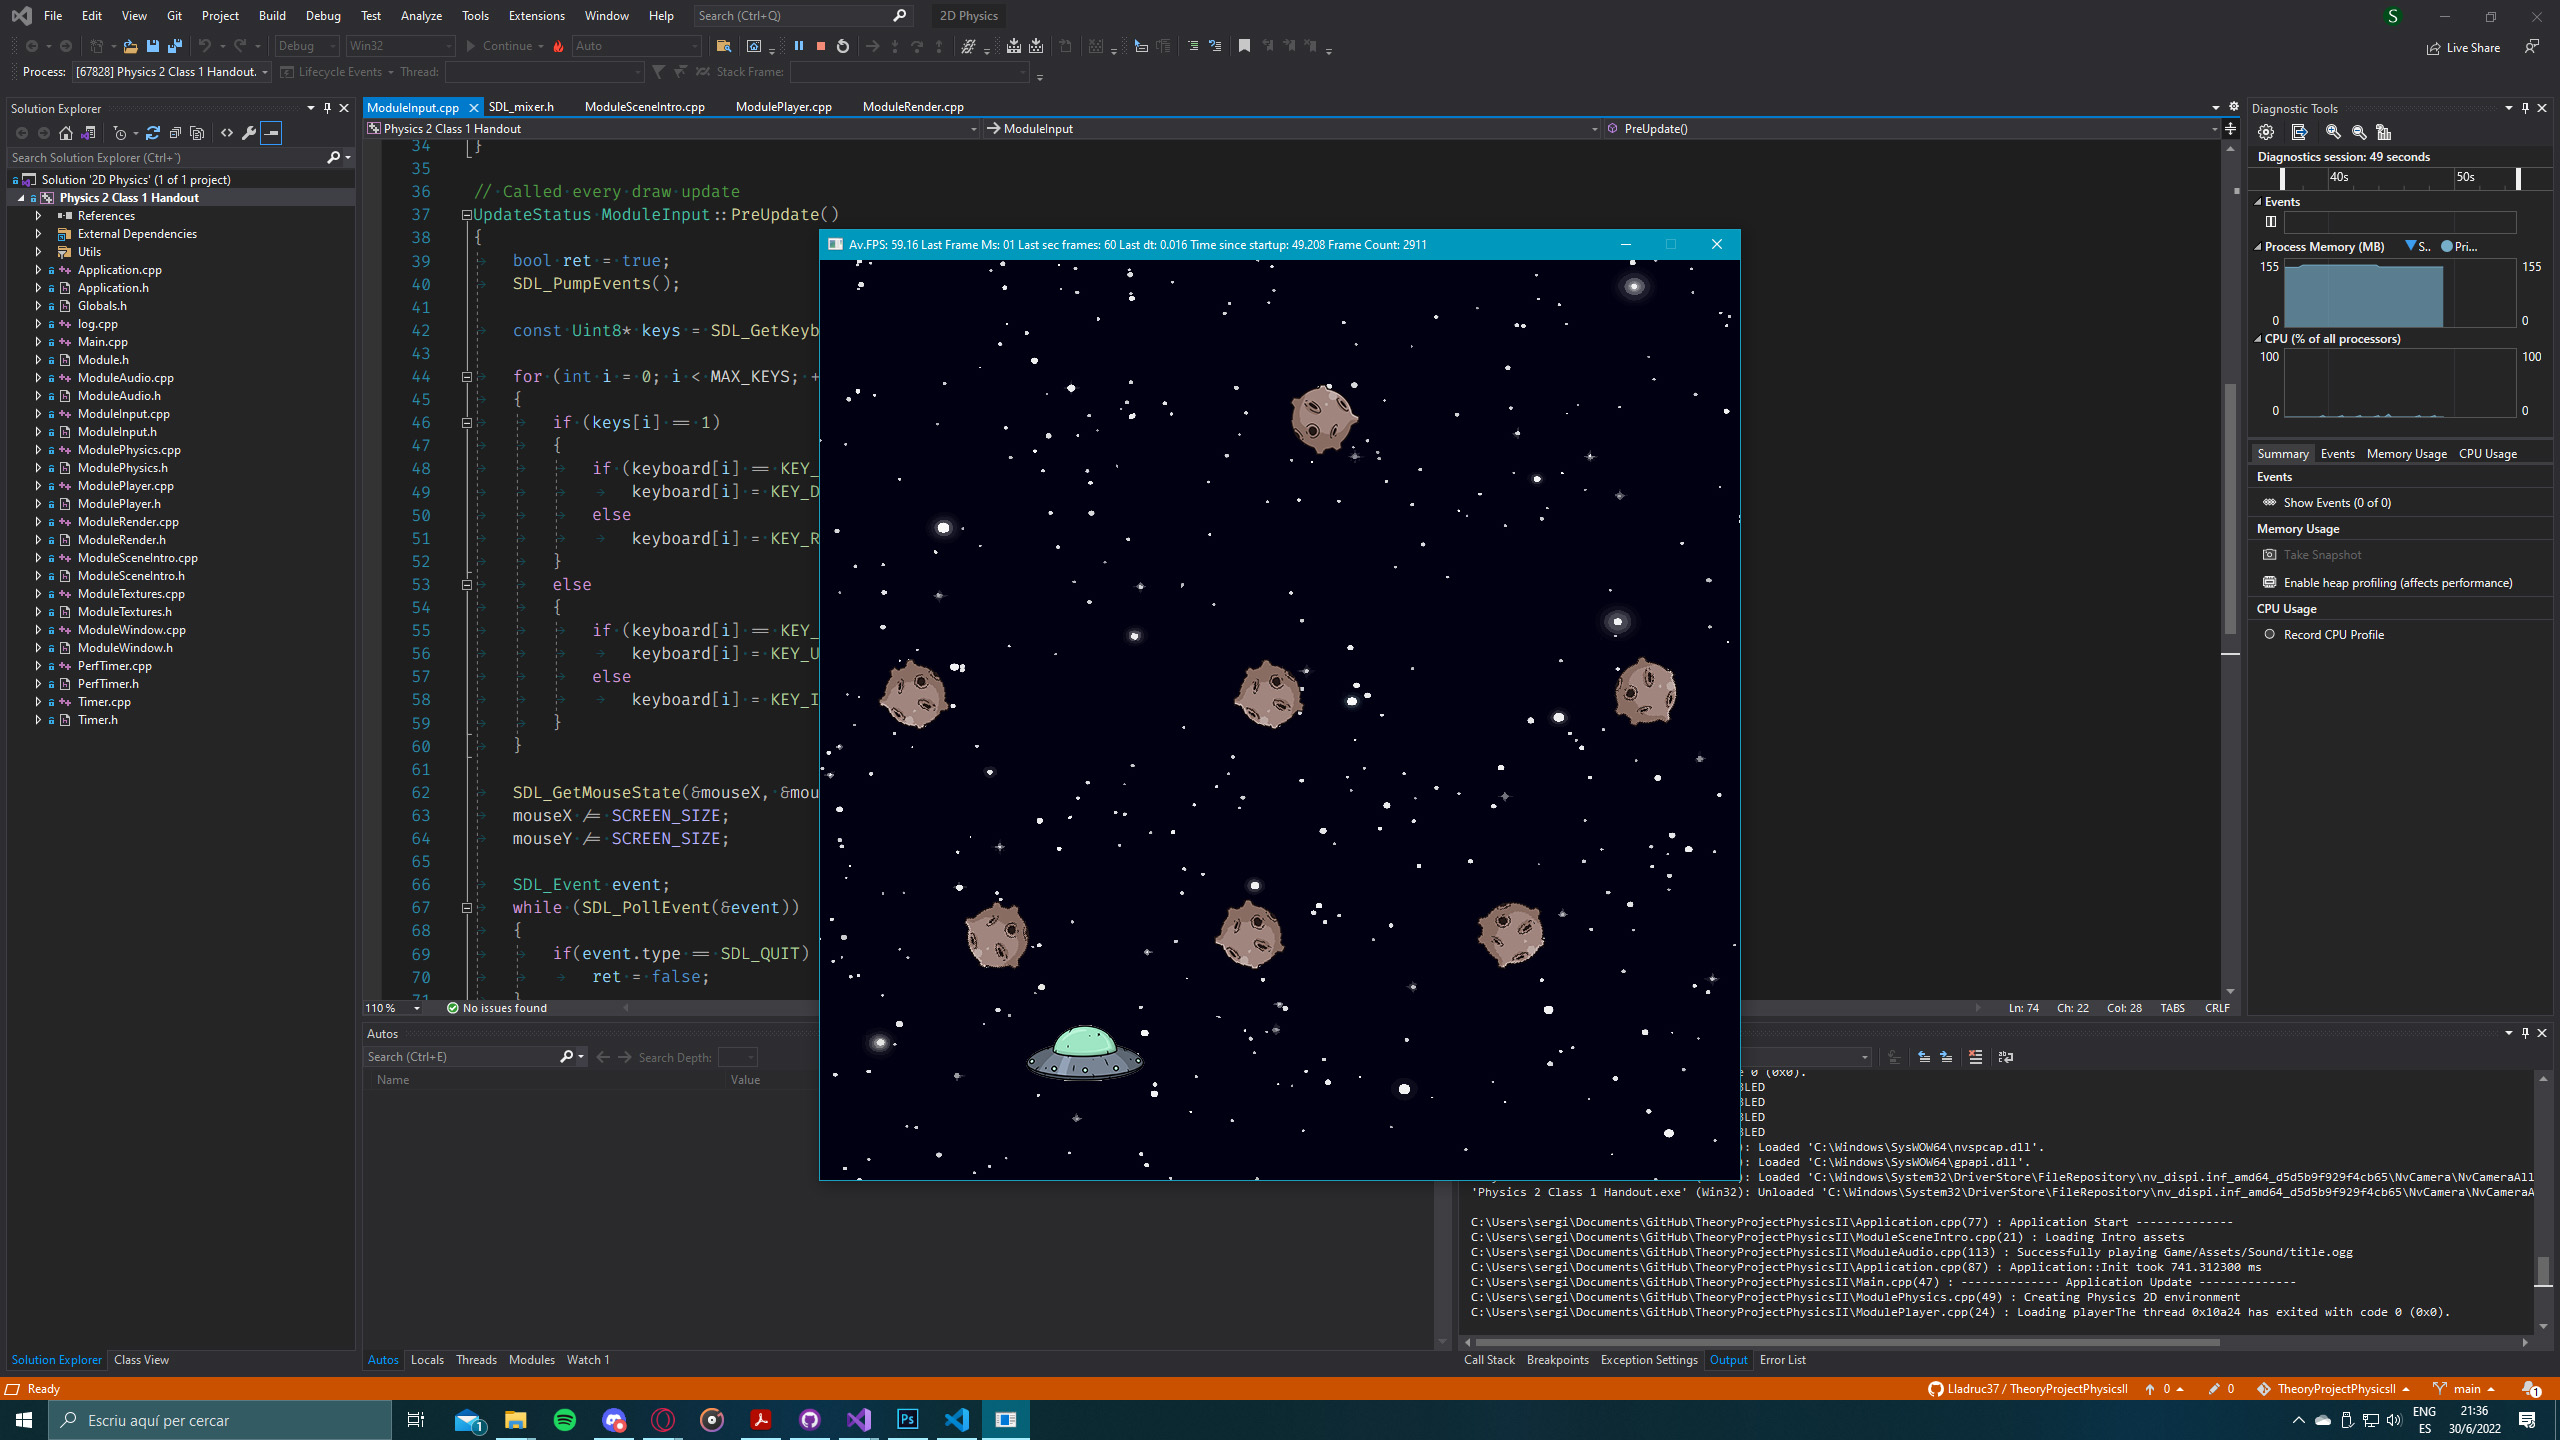 File Edit View Git Project Build Debug Test Analyze Tools Extensions Window Help Search (Ctrl+Q) 2D Physics S
Debug Win32 Continue Auto Live Share
Process: [67828] Physics 2 Class 1 Handout. Lifecycle Events Thread: Stack Frame:
Solution Explorer
Search Solution Explorer (Ctrl+`)
Solution '2D Physics' (1 of 1 project)
Physics 2 Class 1 Handout
References
External Dependencies
Utils
Application.cpp
Application.h
Globals.h
log.cpp
Main.cpp
Module.h
ModuleAudio.cpp
ModuleAudio.h
ModuleInput.cpp
ModuleInput.h
ModulePhysics.cpp
ModulePhysics.h
ModulePlayer.cpp
ModulePlayer.h
ModuleRender.cpp
ModuleRender.h
ModuleSceneIntro.cpp
ModuleSceneIntro.h
ModuleTextures.cpp
ModuleTextures.h
ModuleWindow.cpp
ModuleWindow.h
PerfTimer.cpp
PerfTimer.h
Timer.cpp
Timer.h
Solution Explorer Class View
ModuleInput.cpp SDL_mixer.h ModuleSceneIntro.cpp ModulePlayer.cpp ModuleRender.cpp
Physics 2 Class 1 Handout ModuleInput PreUpdate()
34 }
35
36 // Called every draw update
37 UpdateStatus ModuleInput::PreUpdate()
38 {
39 bool ret = true;
40 SDL_PumpEvents();
41
42 const Uint8* keys = SDL_GetKeyb
43
44 for (int i = 0; i < MAX_KEYS; +
45 {
46 if (keys[i] == 1)
47 {
48 if (keyboard[i] == KEY_
49 keyboard[i] = KEY_D
50 else
51 keyboard[i] = KEY_R
52 }
53 else
54 {
55 if (keyboard[i] == KEY_
56 keyboard[i] = KEY_U
57 else
58 keyboard[i] = KEY_I
59 }
60 }
61
62 SDL_GetMouseState(&mouseX, &mou
63 mouseX /= SCREEN_SIZE;
64 mouseY /= SCREEN_SIZE;
65
66 SDL_Event event;
67 while (SDL_PollEvent(&event))
68 {
69 if(event.type == SDL_QUIT)
70 ret = false;
71 }
110 % No issues found Ln: 74 Ch: 22 Col: 28 TABS CRLF
Av.FPS: 59.16 Last Frame Ms: 01 Last sec frames: 60 Last dt: 0.016 Time since startup: 49.208 Frame Count: 2911
Diagnostic Tools
Diagnostics session: 49 seconds
40s 50s
Events
Process Memory (MB) S.. Pri...
155 155
0 0
CPU (% of all processors)
100 100
0 0
Summary Events Memory Usage CPU Usage
Events
Show Events (0 of 0)
Memory Usage
Take Snapshot
Enable heap profiling (affects performance)
CPU Usage
Record CPU Profile
Autos
Search (Ctrl+E) Search Depth:
Name Value
Autos Locals Threads Modules Watch 1
e 0 (0x0).
BLED
BLED
BLED
BLED
): Loaded 'C:\Windows\SysWOW64\nvspcap.dll'.
): Loaded 'C:\Windows\SysWOW64\gpapi.dll'.
): Loaded 'C:\Windows\System32\DriverStore\FileRepository\nv_dispi.inf_amd64_d5d5b9f929f4cb65\NvCamera\NvCameraAll
'Physics 2 Class 1 Handout.exe' (Win32): Unloaded 'C:\Windows\System32\DriverStore\FileRepository\nv_dispi.inf_amd64_d5d5b9f929f4cb65\NvCamera\NvCameraA
C:\Users\sergi\Documents\GitHub\TheoryProjectPhysicsII\Application.cpp(77) : Application Start --------------
C:\Users\sergi\Documents\GitHub\TheoryProjectPhysicsII\ModuleSceneIntro.cpp(21) : Loading Intro assets
C:\Users\sergi\Documents\GitHub\TheoryProjectPhysicsII\ModuleAudio.cpp(113) : Successfully playing Game/Assets/Sound/title.ogg
C:\Users\sergi\Documents\GitHub\TheoryProjectPhysicsII\Application.cpp(87) : Application::Init took 741.312300 ms
C:\Users\sergi\Documents\GitHub\TheoryProjectPhysicsII\Main.cpp(47) : -------------- Application Update --------------
C:\Users\sergi\Documents\GitHub\TheoryProjectPhysicsII\ModulePhysics.cpp(49) : Creating Physics 2D environment
C:\Users\sergi\Documents\GitHub\TheoryProjectPhysicsII\ModulePlayer.cpp(24) : Loading playerThe thread 0x10a24 has exited with code 0 (0x0).
Call Stack Breakpoints Exception Settings Output Error List
Ready Lladruc37 / TheoryProjectPhysicsII 0 0 TheoryProjectPhysicsII main 1
Escriu aquí per cercar 1 Ps ENG 21:36
ES 30/6/2022